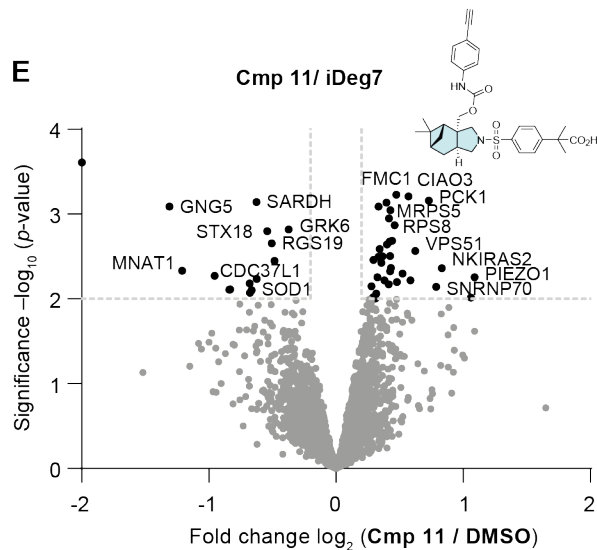 E
Cmp 11/ iDeg7
HN
O
O
N
S
O
O
CO₂H
H
4
3
2
1
0
-2
-1
0
1
2
Significance –log₁₀ (p-value)
Fold change log₂ (Cmp 11 / DMSO)
GNG5
SARDH
STX18
GRK6
RGS19
MNAT1
CDC37L1
SOD1
FMC1
CIAO3
PCK1
MRPS5
RPS8
VPS51
NKIRAS2
PIEZO1
SNRNP70